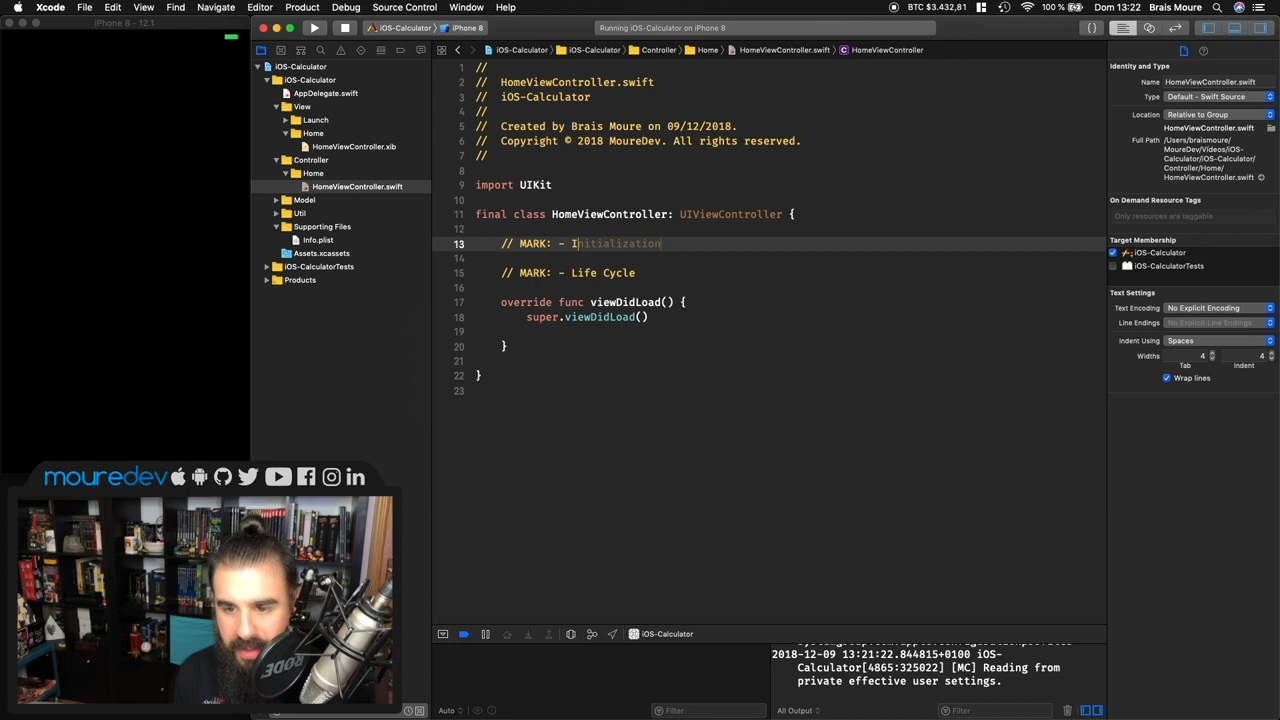 Xcode File Edit View Find Navigate Editor Product Debug Source Control Window Help
BTC $3.432,81 100 % Dom 9 13:22 Brais Moure
iPhone 8 - 12.1
iOS-Calculator iPhone 8
Running iOS-Calculator on iPhone 8
iOS-Calculator iOS-Calculator Controller Home HomeViewController.swift HomeViewController
iOS-Calculator
iOS-Calculator
AppDelegate.swift
View
Launch
Home
HomeViewController.xib
Controller
Home
HomeViewController.swift
Model
Util
Supporting Files
Info.plist
Assets.xcassets
iOS-CalculatorTests
Products
1 //
2 // HomeViewController.swift
3 // iOS-Calculator
4 //
5 // Created by Brais Moure on 09/12/2018.
6 // Copyright © 2018 MoureDev. All rights reserved.
7 //
8
9 import UIKit
10
11 final class HomeViewController: UIViewController {
12
13 // MARK: - Initialization
14
15 // MARK: - Life Cycle
16
17 override func viewDidLoad() {
18 super.viewDidLoad()
19
20 }
21
22 }
23
Identity and Type
Name HomeViewController.swift
Type Default - Swift Source
Location Relative to Group
HomeViewController.swift
Full Path /Users/braismoure/
MoureDev/Vídeos/iOS-
Calculator/iOS-Calculator/
Controller/Home/
HomeViewController.swift
On Demand Resource Tags
Only resources are taggable
Target Membership
iOS-Calculator
iOS-CalculatorTests
Text Settings
Text Encoding No Explicit Encoding
Line Endings No Explicit Line Endings
Indent Using Spaces
Widths 4 4
Tab Indent
Wrap lines
mouredev
RØDE
iOS-Calculator
2018-12-09 13:21:22.844815+0100 iOS-
Calculator[4865:325022] [MC] Reading from
private effective user settings.
Auto Filter All Output Filter